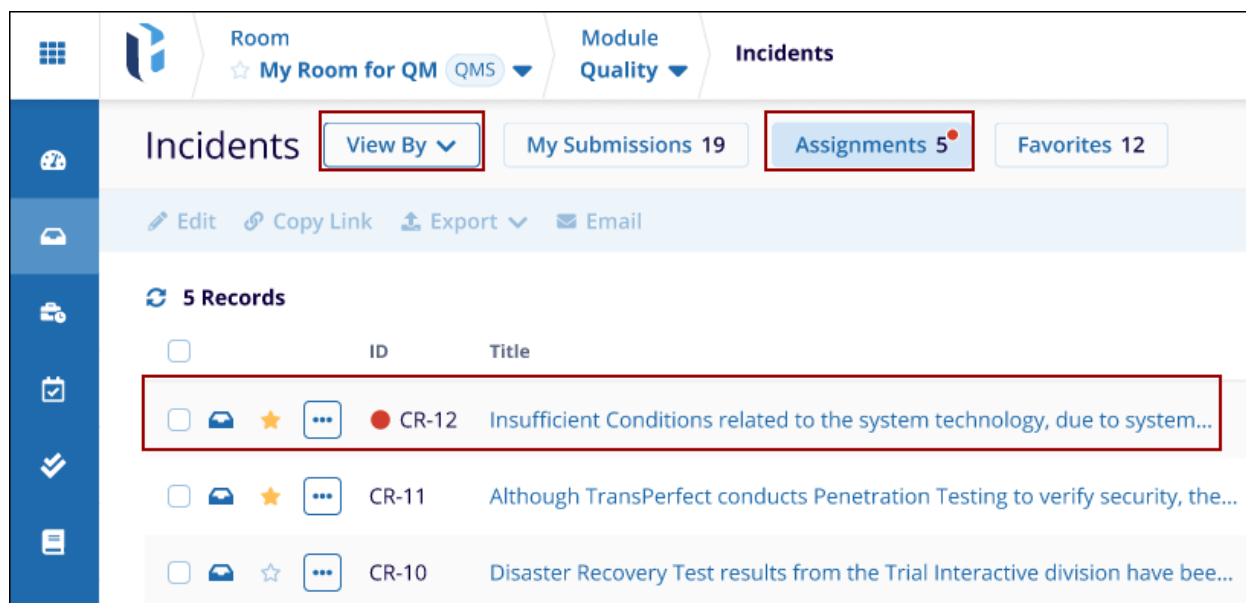 Room
My Room for QM QMS
Module
Quality
Incidents
Incidents View By My Submissions 19 Assignments 5 Favorites 12
Edit Copy Link Export Email
5 Records
ID Title
CR-12 Insufficient Conditions related to the system technology, due to system...
CR-11 Although TransPerfect conducts Penetration Testing to verify security, the...
CR-10 Disaster Recovery Test results from the Trial Interactive division have bee...